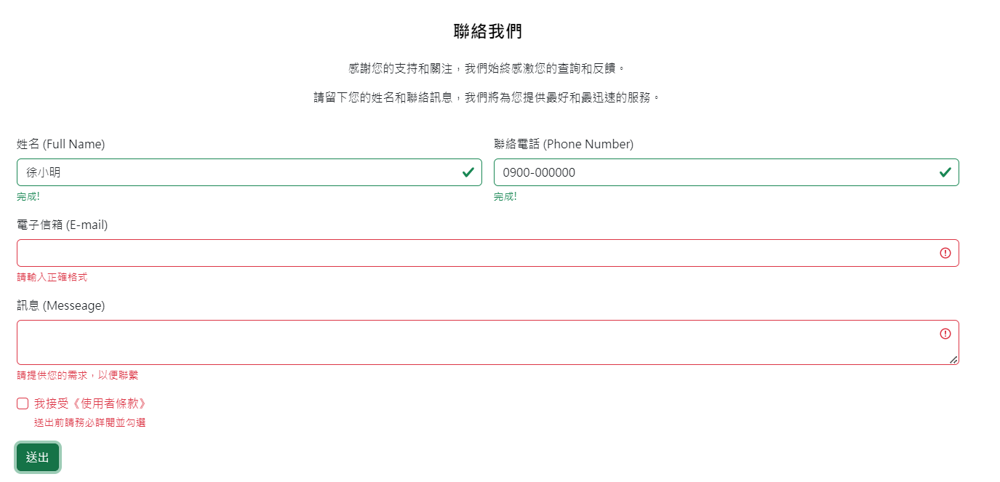 聯絡我們
感謝您的支持和關注，我們始終感激您的查詢和反饋。
請留下您的姓名和聯絡訊息，我們將為您提供最好和最迅速的服務。
姓名 (Full Name)
聯絡電話 (Phone Number)
徐小明
0900-000000
完成!
完成!
電子信箱 (E-mail)
請輸入正確格式
訊息 (Messeage)
請提供您的需求，以便聯繫
我接受《使用者條款》
送出前請務必詳閱並勾選
送出